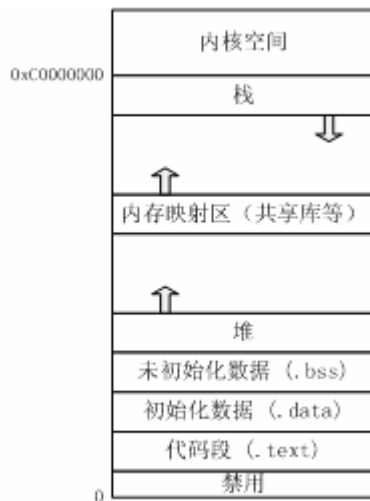 内核空间
0xC0000000
栈
内存映射区（共享库等）
堆
未初始化数据（.bss）
初始化数据（.data）
代码段（.text）
禁用
0